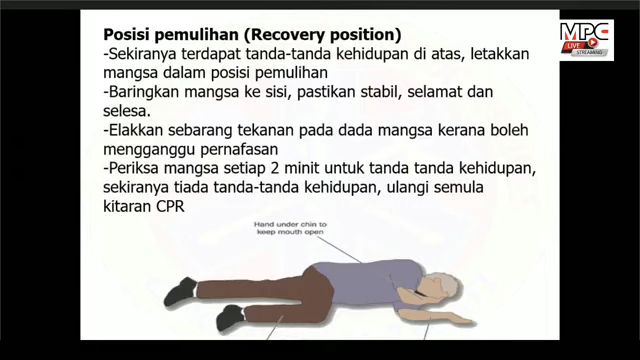 Posisi pemulihan (Recovery position)
-Sekiranya terdapat tanda-tanda kehidupan di atas, letakkan
mangsa dalam posisi pemulihan
-Baringkan mangsa ke sisi, pastikan stabil, selamat dan
selesa.
-Elakkan sebarang tekanan pada dada mangsa kerana boleh
mengganggu pernafasan
-Periksa mangsa setiap 2 minit untuk tanda tanda kehidupan,
sekiranya tiada tanda-tanda kehidupan, ulangi semula
kitaran CPR
Hand under chin to
keep mouth open
MPC
LIVE
STREAMING